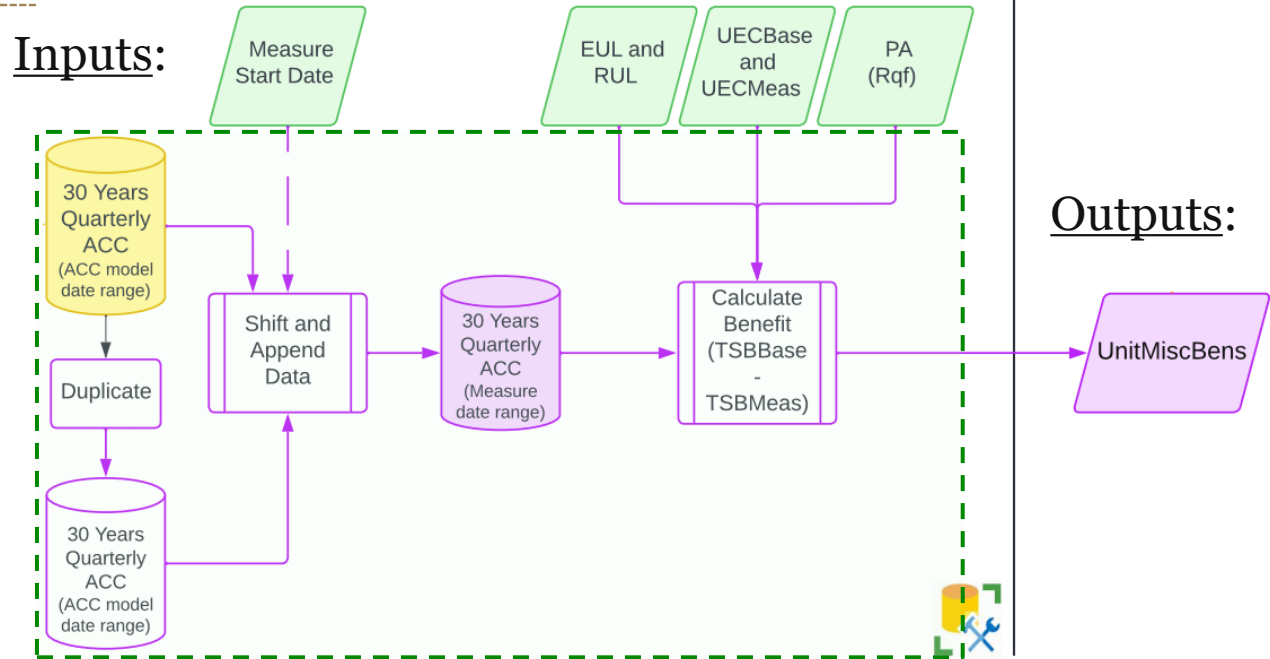 Inputs:
Measure
Start Date
EUL and
RUL
UECBase
and
UECMeas
PA
(Rqf)
30 Years
Quarterly
ACC
(ACC model
date range)
Duplicate
30 Years
Quarterly
ACC
(ACC model
date range)
Shift and
Append
Data
30 Years
Quarterly
ACC
(Measure
date range)
Calculate
Benefit
(TSBBase
-
TSBMeas)
Outputs:
UnitMiscBens